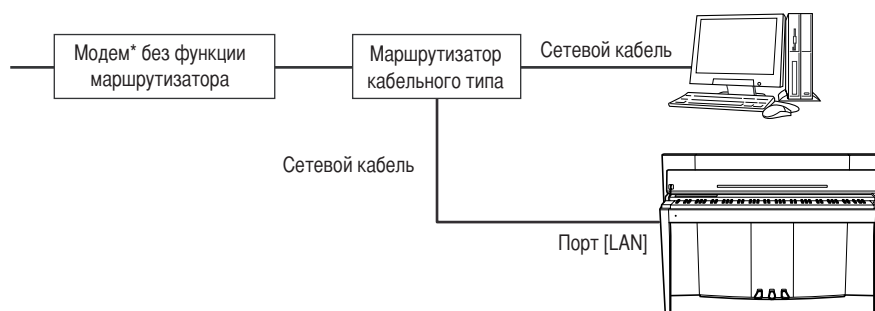 Модем* без функции
маршрутизатора
Маршрутизатор
кабельного типа
Сетевой кабель
Сетевой кабель
Порт [LAN]